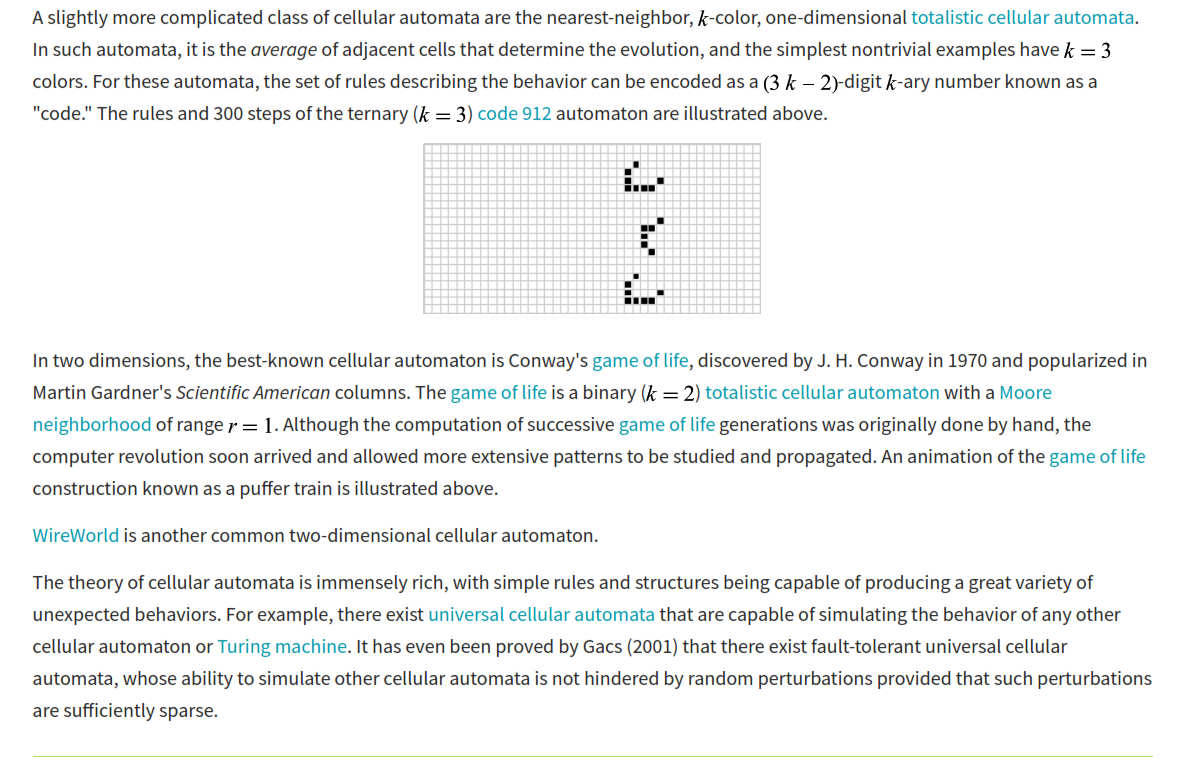 A slightly more complicated class of cellular automata are the nearest-neighbor, k-color, one-dimensional totalistic cellular automata.
In such automata, it is the average of adjacent cells that determine the evolution, and the simplest nontrivial examples have k = 3
colors. For these automata, the set of rules describing the behavior can be encoded as a (3 k – 2)-digit k-ary number known as a
"code." The rules and 300 steps of the ternary (k = 3) code 912 automaton are illustrated above.
In two dimensions, the best-known cellular automaton is Conway's game of life, discovered by J. H. Conway in 1970 and popularized in
Martin Gardner's Scientific American columns. The game of life is a binary (k = 2) totalistic cellular automaton with a Moore
neighborhood of range r = 1. Although the computation of successive game of life generations was originally done by hand, the
computer revolution soon arrived and allowed more extensive patterns to be studied and propagated. An animation of the game of life
construction known as a puffer train is illustrated above.
WireWorld is another common two-dimensional cellular automaton.
The theory of cellular automata is immensely rich, with simple rules and structures being capable of producing a great variety of
unexpected behaviors. For example, there exist universal cellular automata that are capable of simulating the behavior of any other
cellular automaton or Turing machine. It has even been proved by Gacs (2001) that there exist fault-tolerant universal cellular
automata, whose ability to simulate other cellular automata is not hindered by random perturbations provided that such perturbations
are sufficiently sparse.